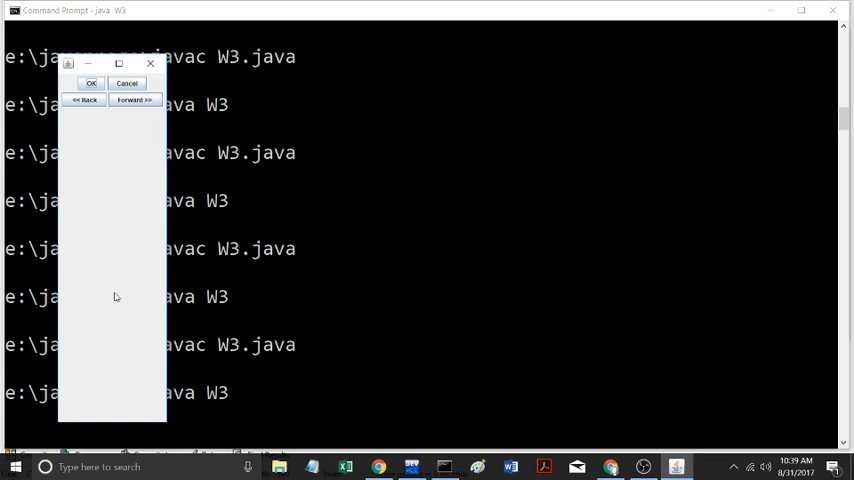 Command Prompt - java W3
e:\ja javac W3.java
OK Cancel
<< Back Forward >>
e:\ja ava W3
e:\ja avac W3.java
e:\ja ava W3
e:\ja avac W3.java
e:\ja ava W3
e:\ja avac W3.java
e:\ja ava W3
Type here to search
10:39 AM
8/31/2017